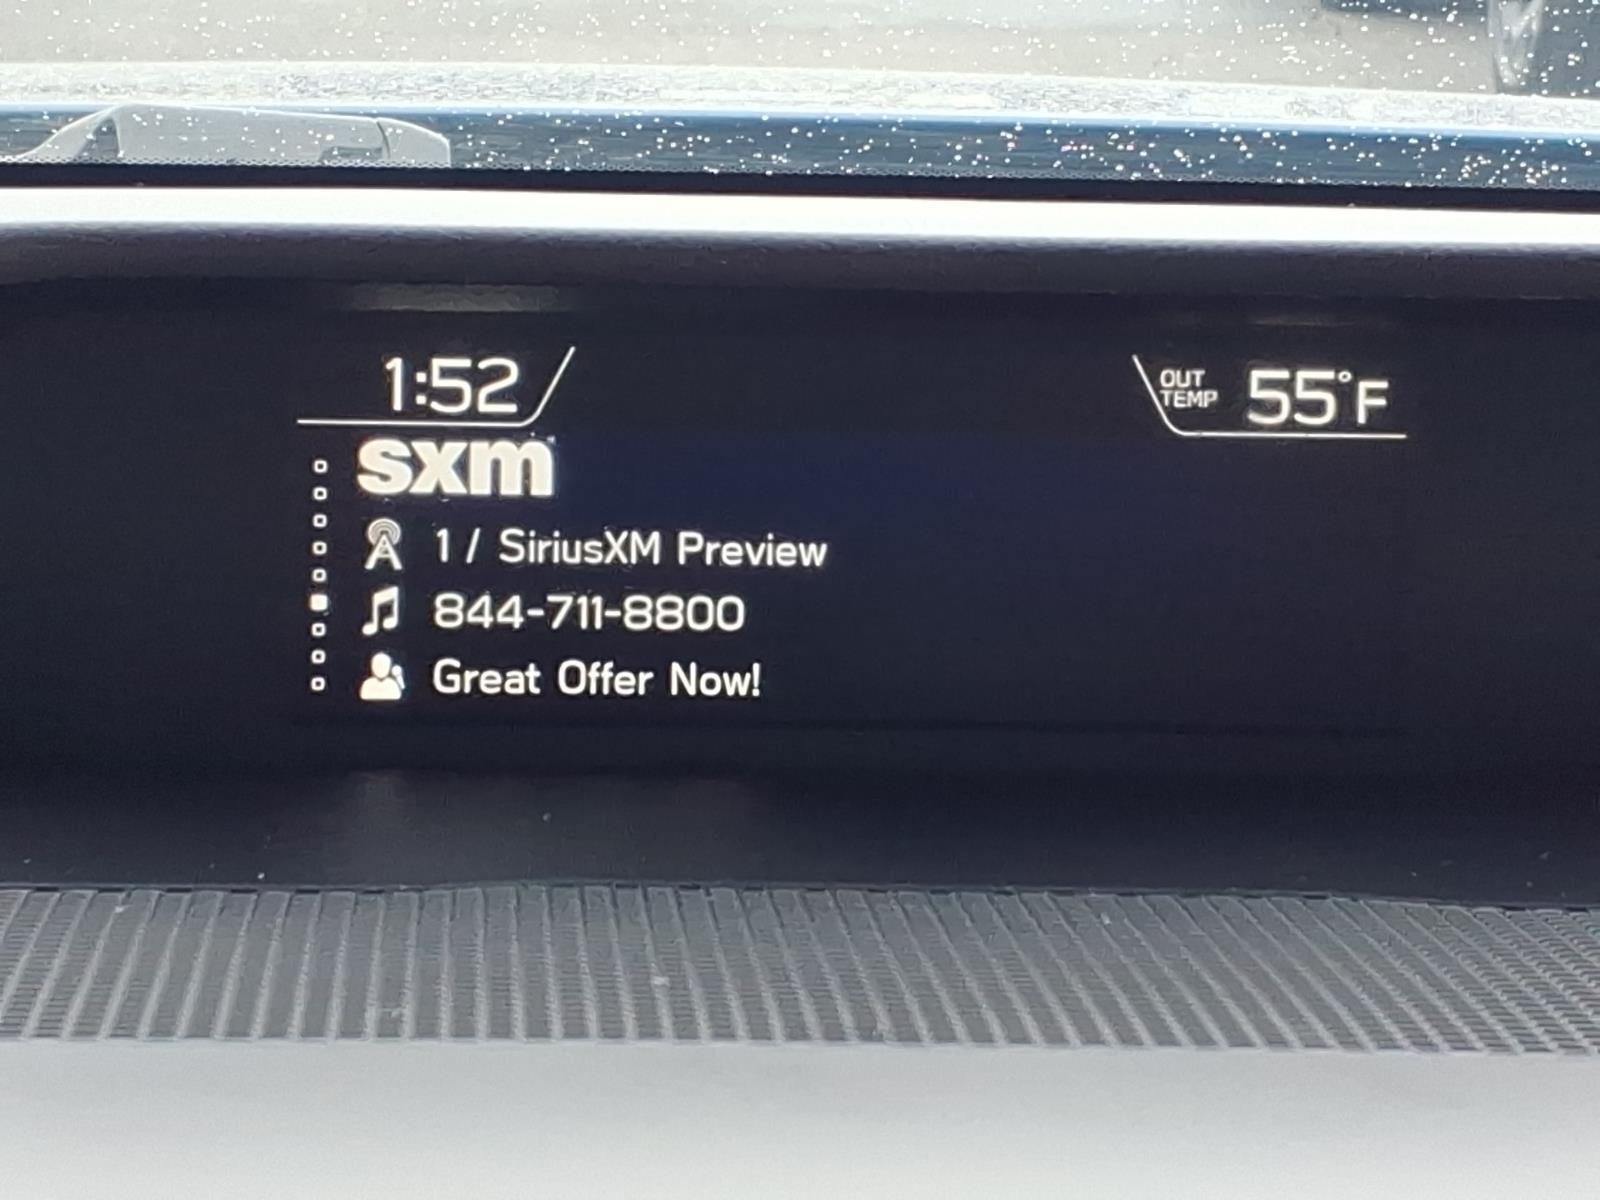 1:52
OUT TEMP 55°F
sxm
1 / SiriusXM Preview
844-711-8800
Great Offer Now!